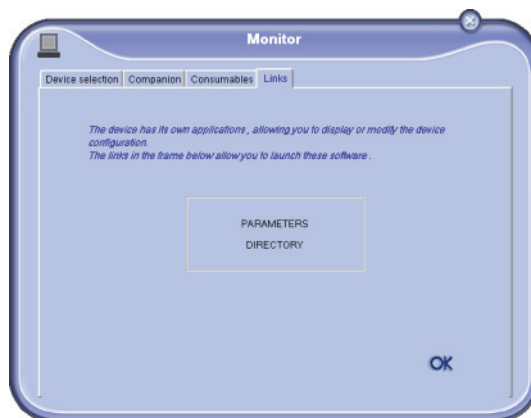 Monitor
Device selection Companion Consumables Links
The device has its own applications , allowing you to display or modify the device
configuration.
The links in the frame below allow you to launch these software .
PARAMETERS
DIRECTORY
OK